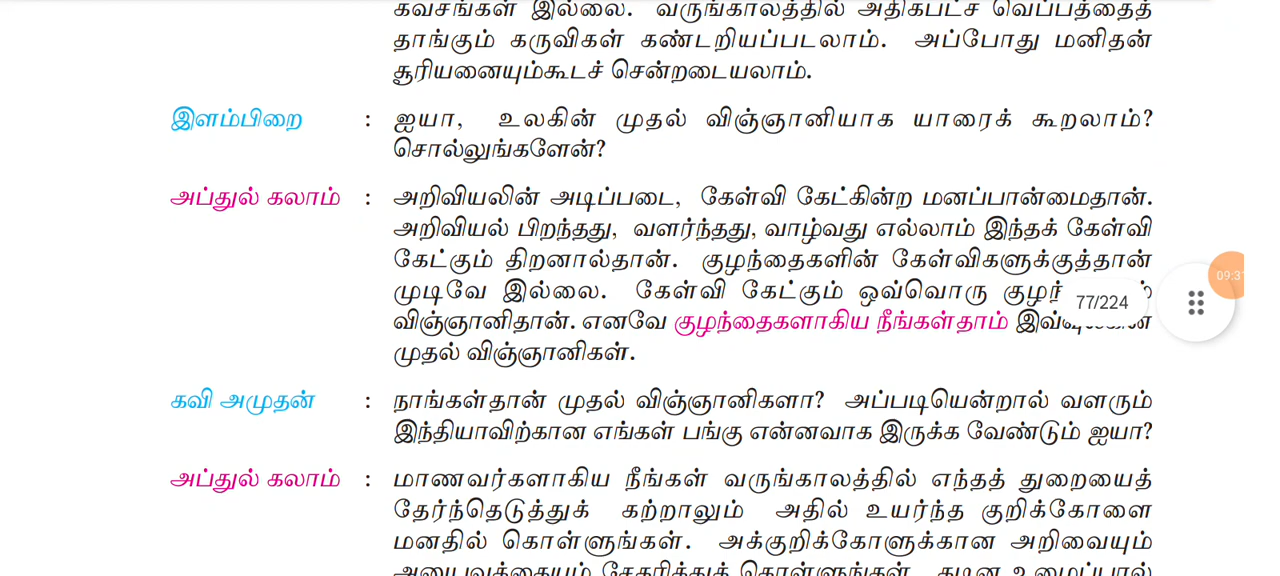 கவசங்கள் இல்லை. வருங்காலத்தில் அதிகபட்ச வெப்பத்தைத்
தாங்கும் கருவிகள் கண்டறியப்படலாம். அப்போது மனிதன்
சூரியனையும்கூடச் சென்றடையலாம்.
இளம்பிறை : ஐயா, உலகின் முதல் விஞ்ஞானியாக யாரைக் கூறலாம்?
சொல்லுங்களேன்?
அப்துல் கலாம் : அறிவியலின் அடிப்படை, கேள்வி கேட்கின்ற மனப்பான்மைதான்.
அறிவியல் பிறந்தது, வளர்ந்தது, வாழ்வது எல்லாம் இந்தக் கேள்வி
கேட்கும் திறனால்தான். குழந்தைகளின் கேள்விகளுக்குத்தான்
முடிவே இல்லை. கேள்வி கேட்கும் ஒவ்வொரு
விஞ்ஞானிதான். எனவே குழந்தைகளாகிய நீங்கள்தாம்
முதல் விஞ்ஞானிகள்.
கவி அமுதன் : நாங்கள்தான் முதல் விஞ்ஞானிகளா? அப்படியென்றால் வளரும்
இந்தியாவிற்கான எங்கள் பங்கு என்னவாக இருக்க வேண்டும் ஐயா?
அப்துல் கலாம் : மாணவர்களாகிய நீங்கள் வருங்காலத்தில் எந்தத் துறையைத்
தேர்ந்தெடுத்துக் கற்றாலும் அதில் உயர்ந்த குறிக்கோளை
மனதில் கொள்ளுங்கள். அக்குறிக்கோளுக்கான அறிவையும்
77/224